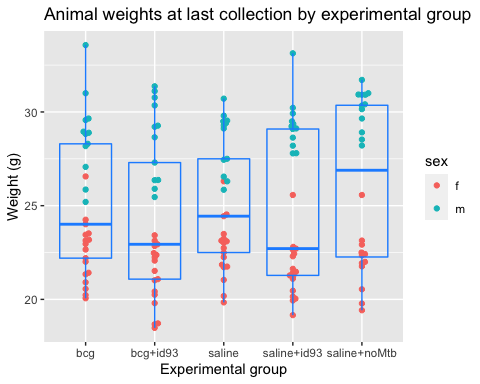 Animal weights at last collection by experimental group
Weight (g)
30
25
20
bcg
bcg+id93
saline
saline+id93
saline+noMtb
Experimental group
sex
f
m